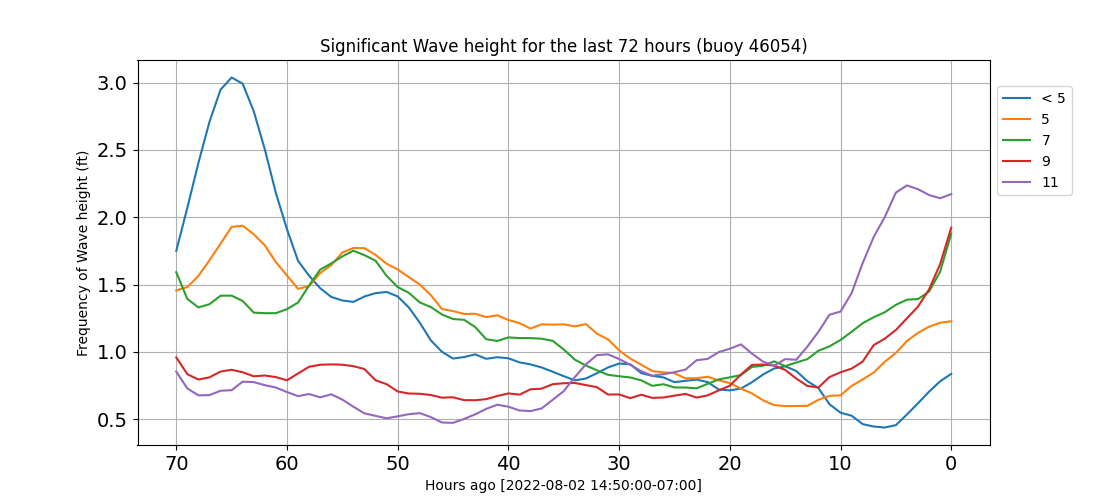 Significant Wave height for the last 72 hours (buoy 46054)
Frequency of Wave height (ft)
3.0
2.5
2.0
1.5
1.0
0.5
70 60 50 40 30 20 10 0
Hours ago [2022-08-02 14:50:00-07:00]
< 5
5
7
9
11